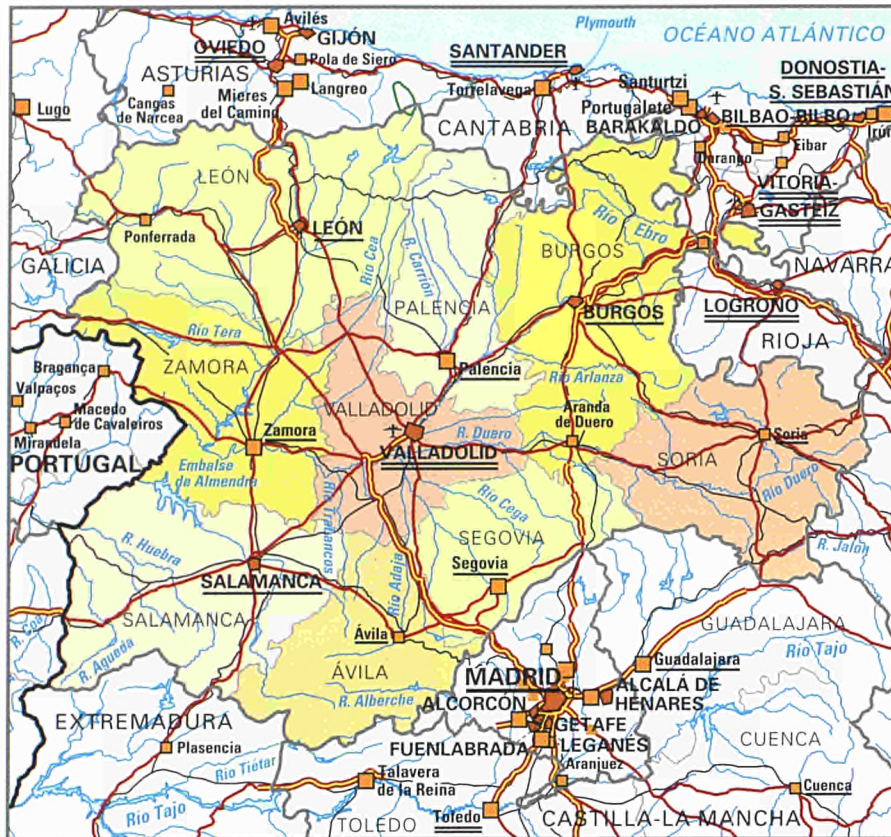 Avilés
Plymouth
OCÉANO ATLÁNTICO
OVIEDO
GIJÓN
SANTANDER
DONOSTIA-
S. SEBASTIÁN
ASTURIAS
Pola de Siero
Lugo
Cangas
de Narcea
Mieres
del Camino
Langreo
Torrelavega
Santurtzi
Portugalete
BARAKALDO
BILBAO-BILBO
CANTABRIA
Irún
Durango
Eibar
LEÓN
VITORIA-
GASTEIZ
Ponferrada
LEÓN
Río Cea
R. Carrión
Río Ebro
BURGOS
GALICIA
NAVARRA
PALENCIA
BURGOS
LOGROÑO
Río Tera
RIOJA
ZAMORA
Bragança
Palencia
Río Arlanza
Valpaços
Macedo
de Cavaleiros
VALLADOLID
Aranda
de Duero
Mirandela
Zamora
R. Duero
Soria
PORTUGAL
VALLADOLID
SORIA
Embalse
de Almendra
Río Duero
Río Trabancos
Río Cega
R. Huebra
SEGOVIA
R. Jalón
Río Adaja
SALAMANCA
Segovia
R. Coa
SALAMANCA
Ávila
GUADALAJARA
R. Agueda
Río Tajo
ÁVILA
MADRID
Guadalajara
R. Alberche
ALCORCÓN
ALCALÁ DE
HENARES
EXTREMADURA
GETAFE
FUENLABRADA
LEGANÉS
CUENCA
Plasencia
Río Tiétar
Aranjuez
Talavera
de la Reina
Cuenca
Río Tajo
Toledo
TOLEDO
CASTILLA-LA-MANCHA